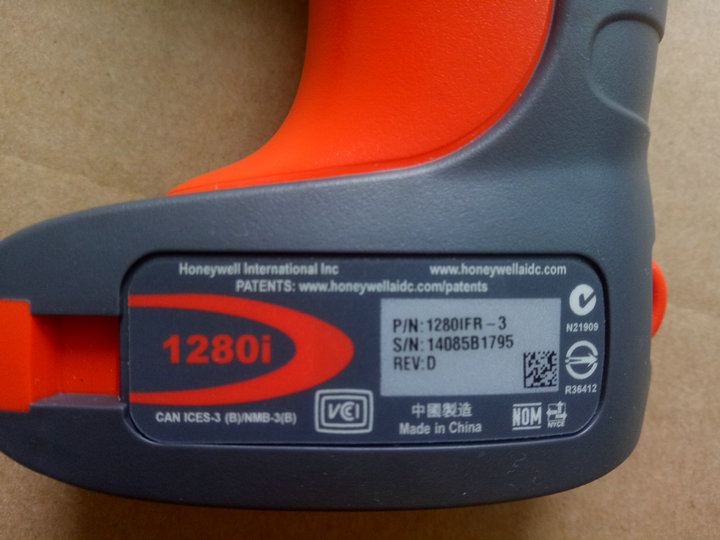 Honeywell International Inc www.honeywellaidc.com
PATENTS: www.honeywellaidc.com/patents
1280i
P/N: 1280IFR-3
S/N: 14085B1795
REV: D
N21909
R36412
CAN ICES-3 (B)/NMB-3(B)
VCI
中國製造
Made in China
NOM
NYCE